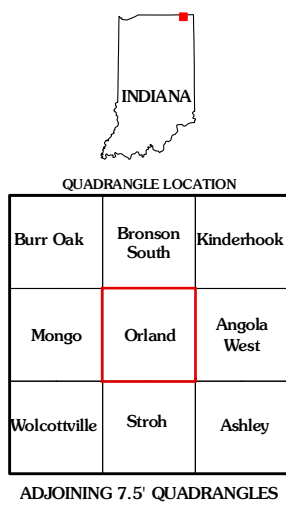 INDIANA
QUADRANGLE LOCATION
Burr Oak
Bronson
South
Kinderhook
Mongo
Orland
Angola
West
Wolcottville
Stroh
Ashley
ADJOINING 7.5' QUADRANGLES